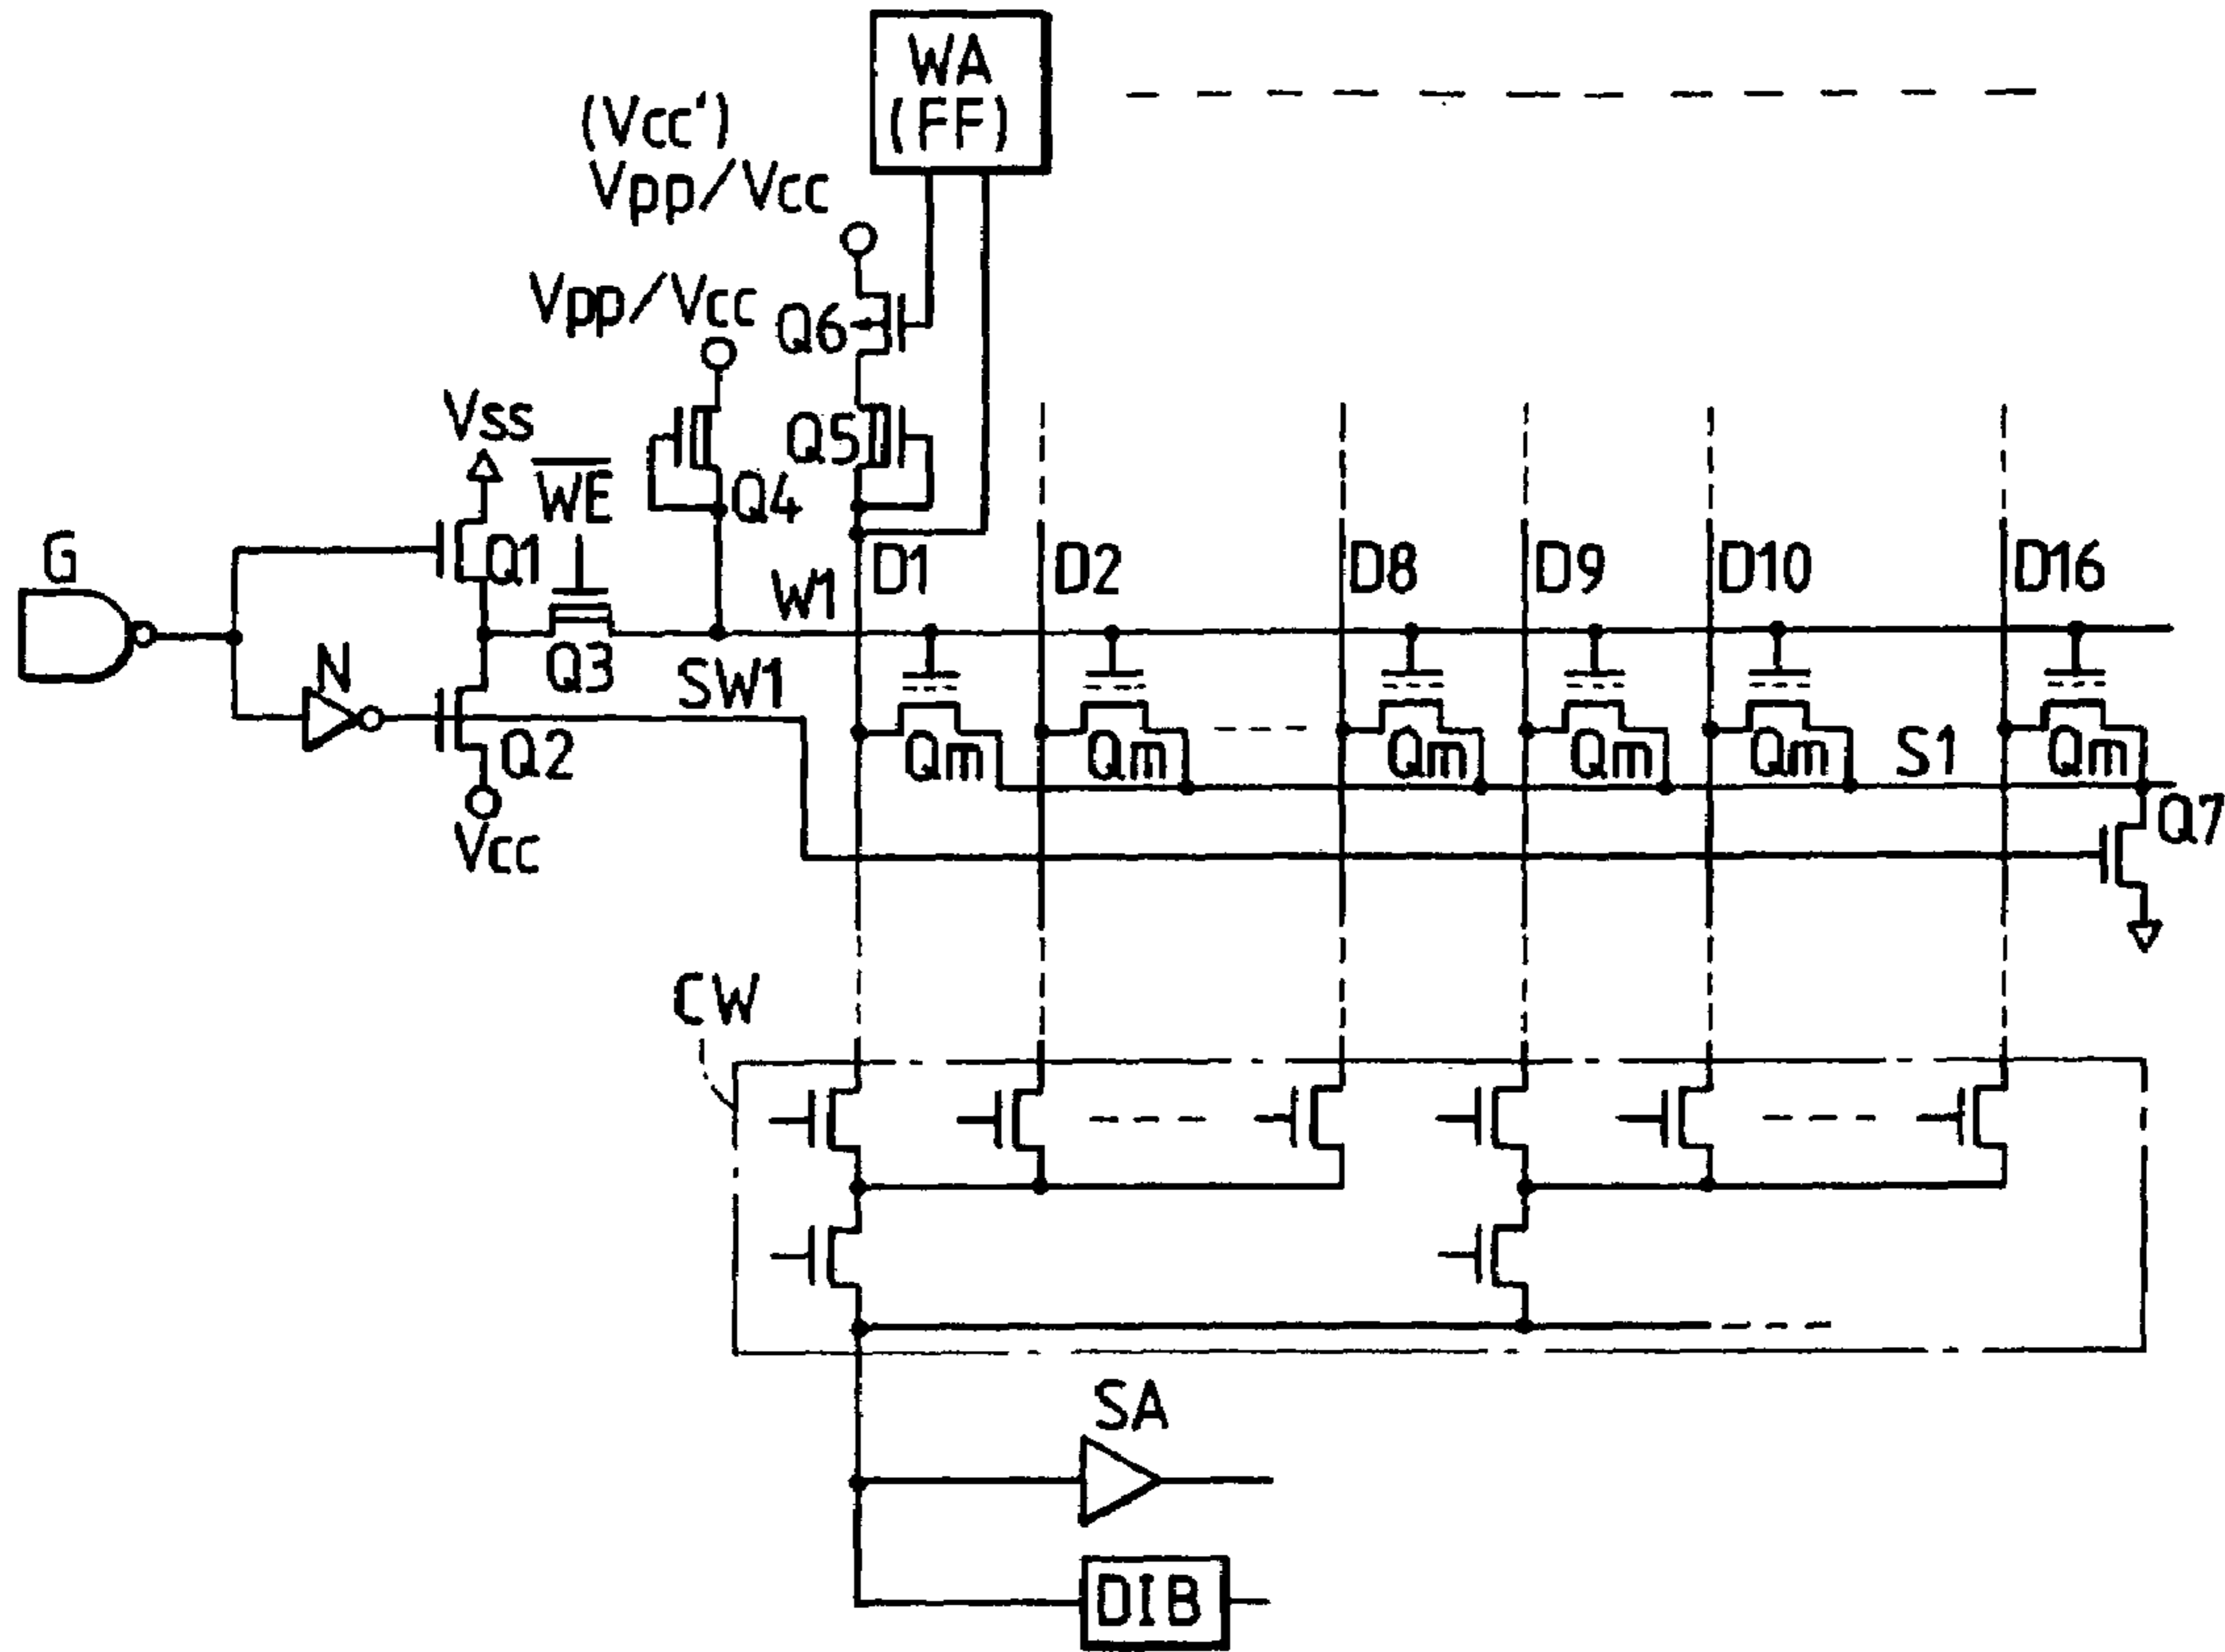 WA
(FF)
(Vcc')
Vpp/Vcc
Vpp/Vcc
Q6
Vss
Q5
WE
Q4
G
Q1
W1
D1
D2
D8
D9
D10
D16
N
Q3
SW1
Q2
Qm
Qm
Qm
Qm
Qm
S1
Qm
Vcc
Q7
CW
SA
DIB